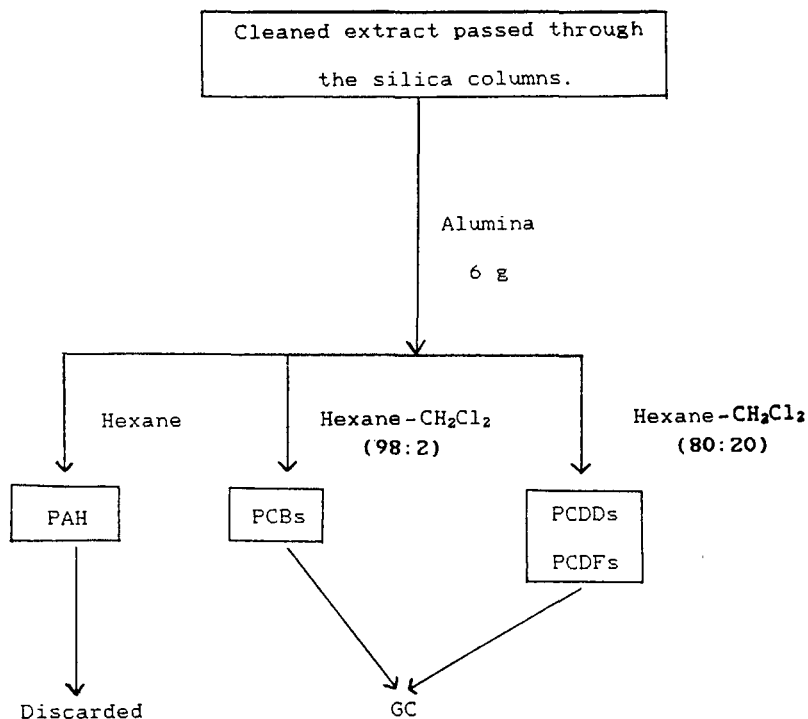 Cleaned extract passed through
the silica columns.
Alumina
6 g
Hexane
Hexane-CH₂Cl₂
(98:2)
Hexane-CH₂Cl₂
(80:20)
PAH
PCBs
PCDDs
PCDFs
Discarded
GC